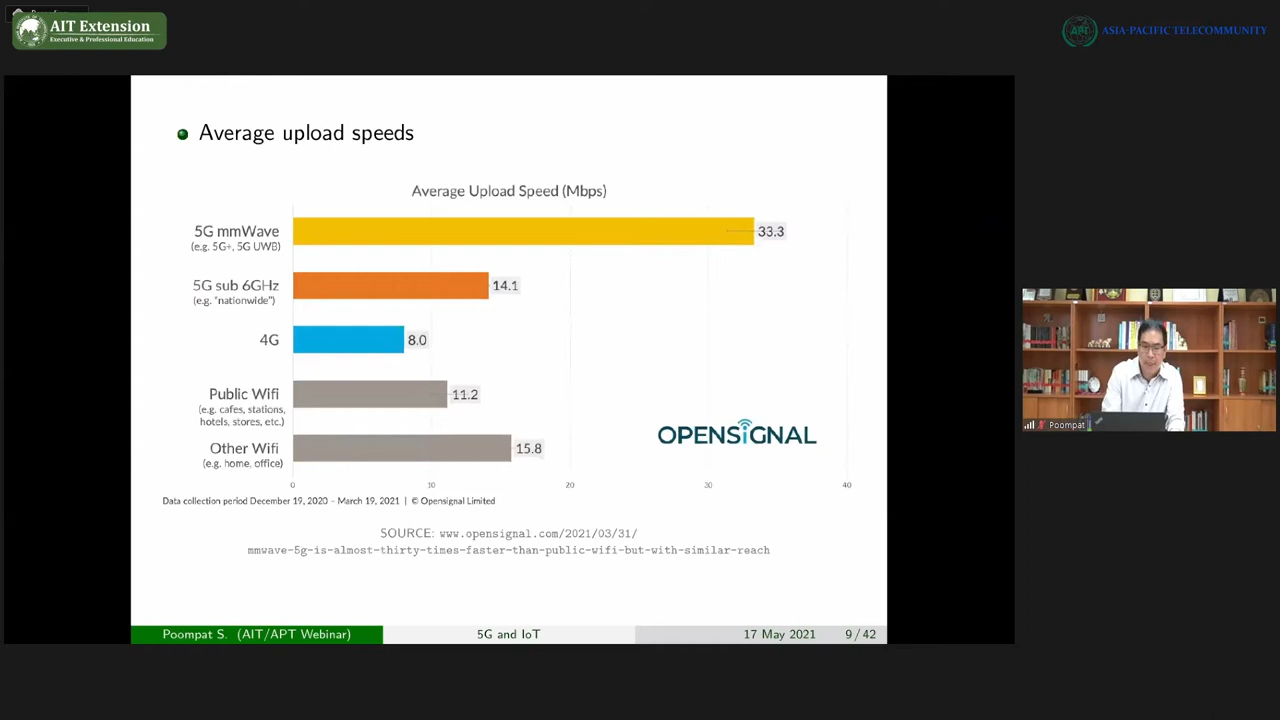 AIT Extension
Executive & Professional Education
APT
ASIA-PACIFIC TELECOMMUNITY
Average upload speeds
Average Upload Speed (Mbps)
5G mmWave
(e.g. 5G+, 5G UWB)
33.3
5G sub 6GHz
(e.g. "nationwide")
14.1
4G
8.0
Public Wifi
(e.g. cafes, stations,
hotels, stores, etc.)
11.2
Other Wifi
(e.g. home, office)
15.8
OPENSIGNAL
0 10 20 30 40
Data collection period December 19, 2020 – March 19, 2021 | © Opensignal Limited
SOURCE: www.opensignal.com/2021/03/31/
mmwave-5g-is-almost-thirty-times-faster-than-public-wifi-but-with-similar-reach
Poompat S. (AIT/APT Webinar) 5G and IoT 17 May 2021 9 / 42
Poompat